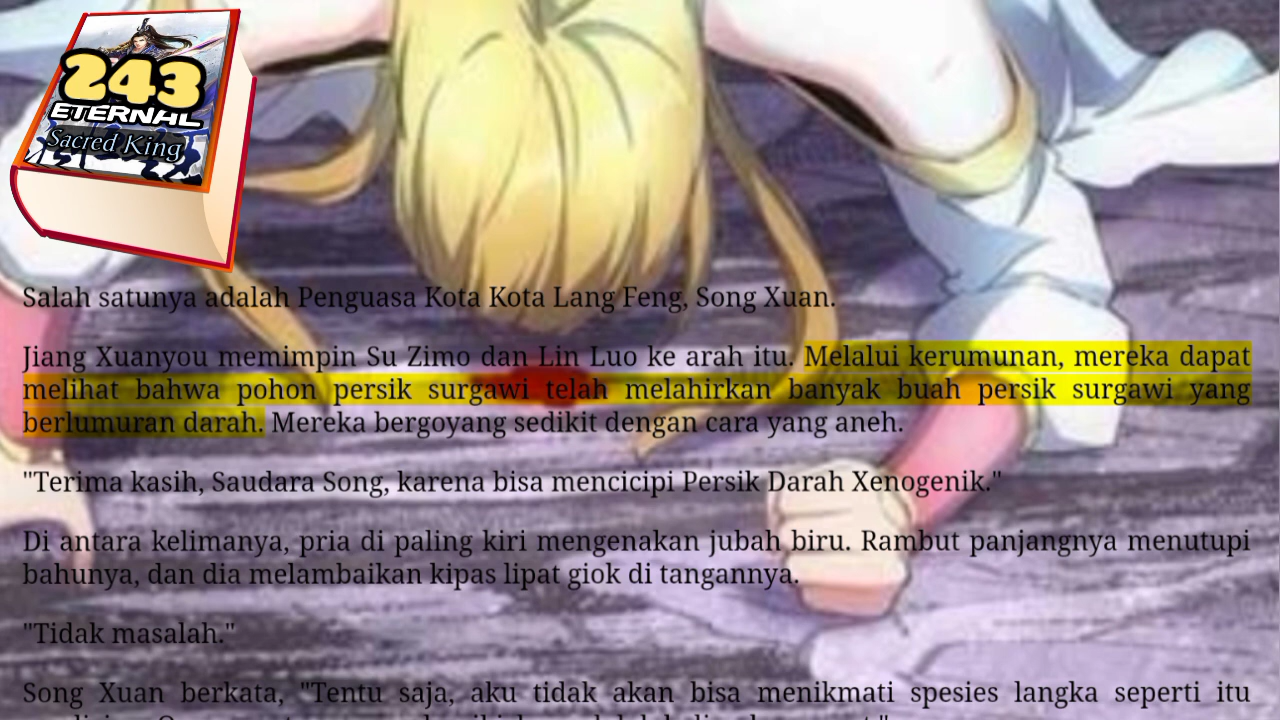 243
ETERNAL
Sacred King
Salah satunya adalah Penguasa Kota Kota Lang Feng, Song Xuan.
Jiang Xuanyou memimpin Su Zimo dan Lin Luo ke arah itu. Melalui kerumunan, mereka dapat
melihat bahwa pohon persik surgawi telah melahirkan banyak buah persik surgawi yang
berlumuran darah. Mereka bergoyang sedikit dengan cara yang aneh.
"Terima kasih, Saudara Song, karena bisa mencicipi Persik Darah Xenogenik."
Di antara kelimanya, pria di paling kiri mengenakan jubah biru. Rambut panjangnya menutupi
bahunya, dan dia melambaikan kipas lipat giok di tangannya.
"Tidak masalah."
Song Xuan berkata, "Tentu saja, aku tidak akan bisa menikmati spesies langka seperti itu